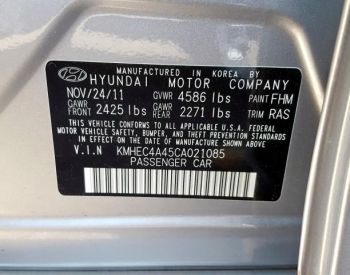 MANUFACTURED IN KOREA BY
HYUNDAI MOTOR COMPANY
NOV/24/11 GVWR 4586 lbs PAINT FHM
GAWR FRONT 2425 lbs GAWR REAR 2271 lbs TRIM RAS
THIS VEHICLE CONFORMS TO ALL APPLICABLE U.S.A. FEDERAL
MOTOR VEHICLE SAFETY, BUMPER, AND THEFT PREVENTION STANDARDS
IN EFFECT ON THE DATE OF MANUFACTURE SHOWN ABOVE.
V.I.N KMHEC4A45CA021085
PASSENGER CAR